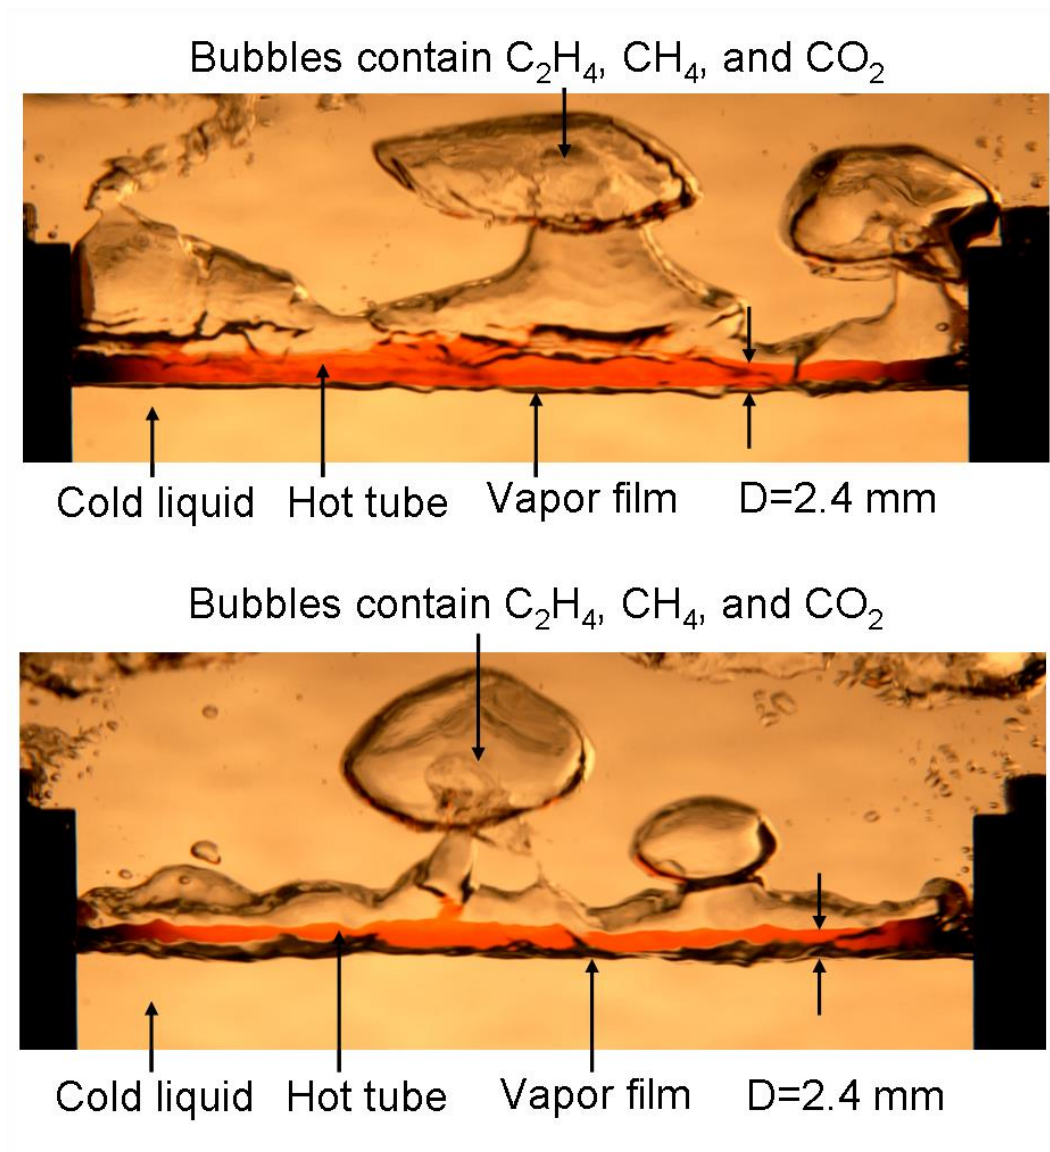 Bubbles contain C₂H₄, CH₄, and CO₂
Cold liquid Hot tube Vapor film D=2.4 mm
Bubbles contain C₂H₄, CH₄, and CO₂
Cold liquid Hot tube Vapor film D=2.4 mm